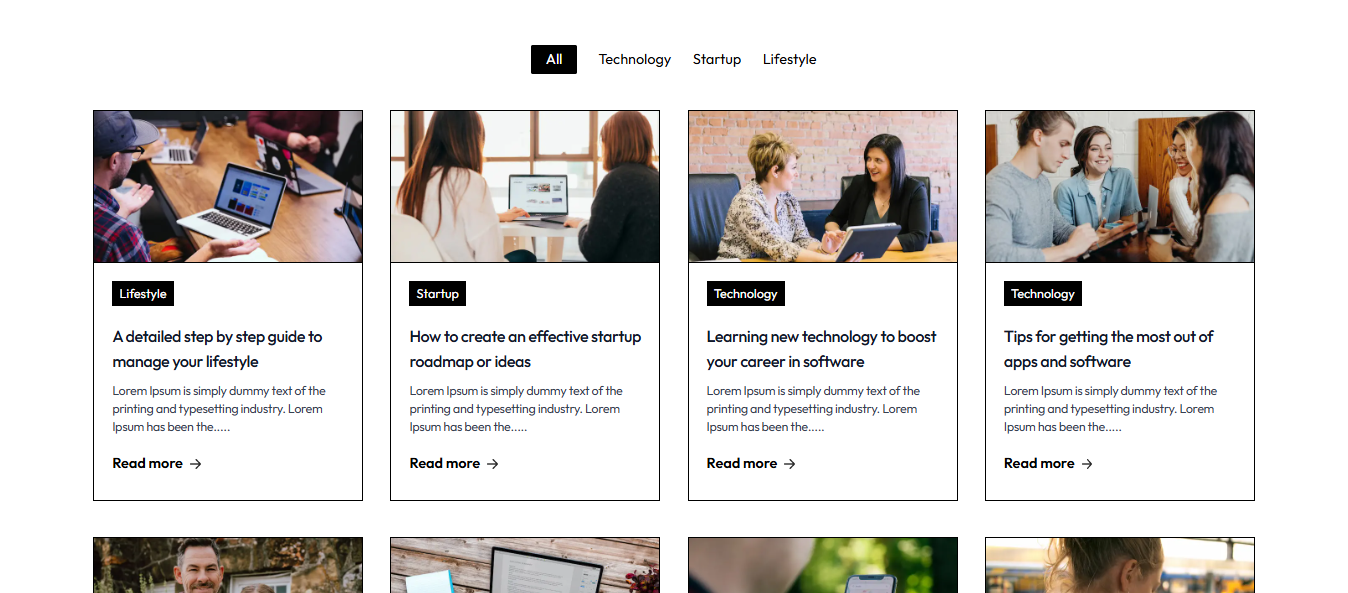 All Technology Startup Lifestyle
Lifestyle
A detailed step by step guide to
manage your lifestyle
Lorem Ipsum is simply dummy text of the
printing and typesetting industry. Lorem
Ipsum has been the.....
Read more →
Startup
How to create an effective startup
roadmap or ideas
Lorem Ipsum is simply dummy text of the
printing and typesetting industry. Lorem
Ipsum has been the.....
Read more →
Technology
Learning new technology to boost
your career in software
Lorem Ipsum is simply dummy text of the
printing and typesetting industry. Lorem
Ipsum has been the.....
Read more →
Technology
Tips for getting the most out of
apps and software
Lorem Ipsum is simply dummy text of the
printing and typesetting industry. Lorem
Ipsum has been the.....
Read more →